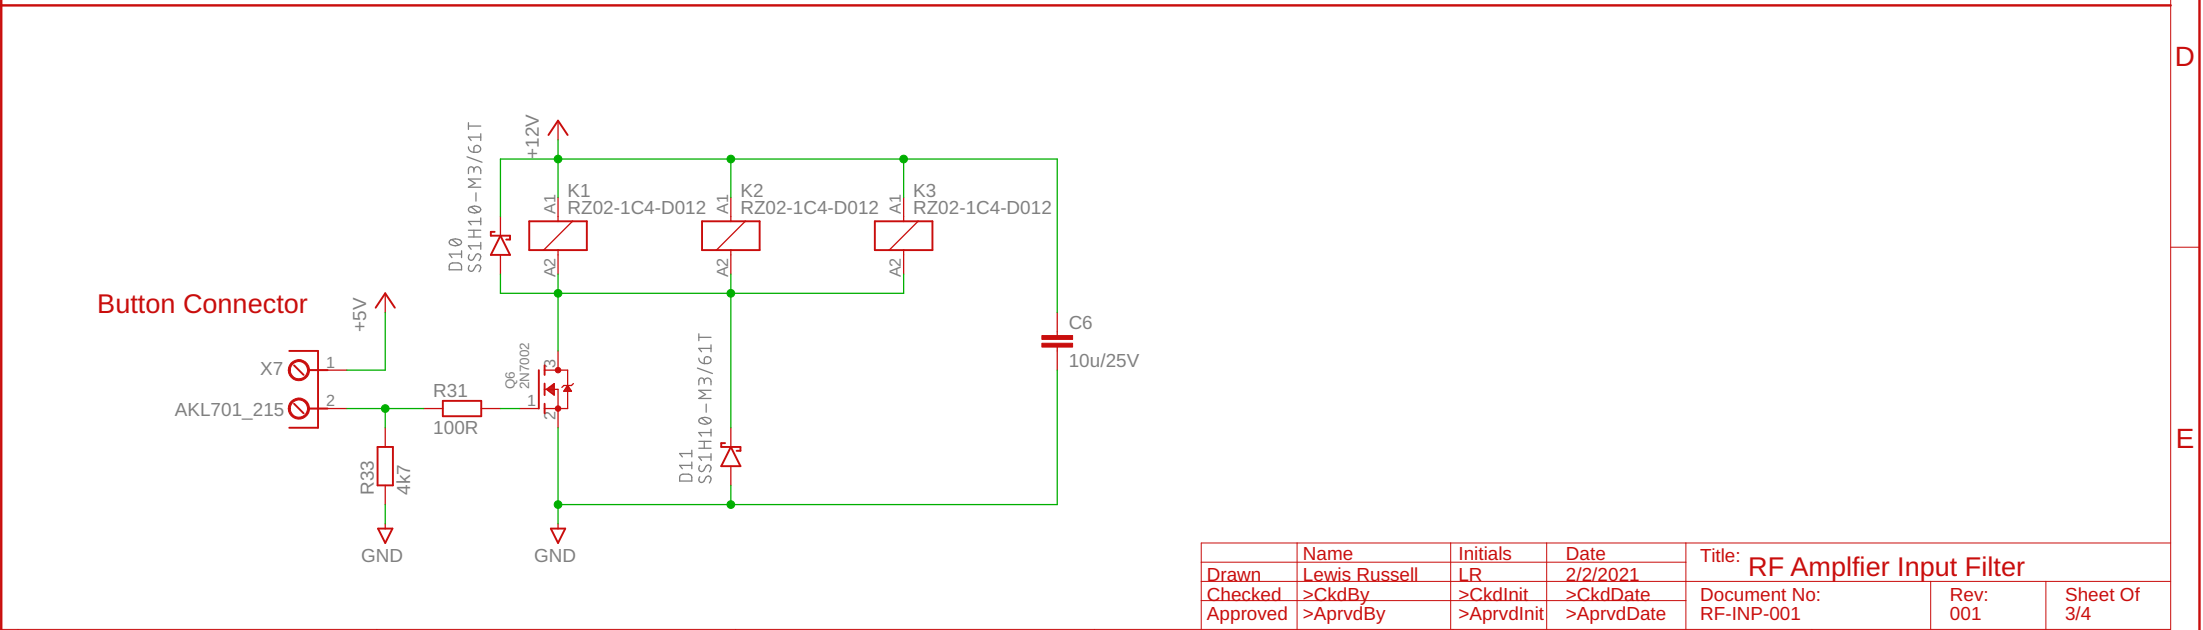 D
+12V
D10
SS1H10-M3/61T
A1
K1
RZ02-1C4-D012
A2
A1
K2
RZ02-1C4-D012
A2
A1
K3
RZ02-1C4-D012
A2
Button Connector
+5V
X7
1
AKL701_215
2
R31
100R
R33
4k7
GND
Q6
2N7002
3
1
2
GND
D11
SS1H10-M3/61T
C6
10u/25V
E
Name Initials Date
Drawn Lewis Russell LR 2/2/2021
Checked >CkdBy >CkdInit >CkdDate
Approved >AprvdBy >AprvdInit >AprvdDate
Title: RF Amplfier Input Filter
Document No: Rev: Sheet Of
RF-INP-001 001 3/4